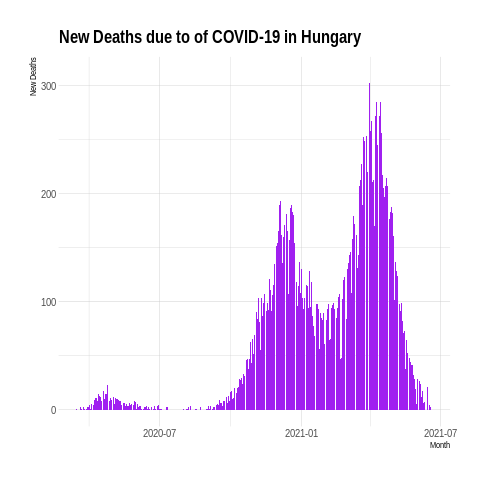 New Deaths due to of COVID-19 in Hungary
New Deaths
300
200
100
0
2020-07
2021-01
2021-07
Month